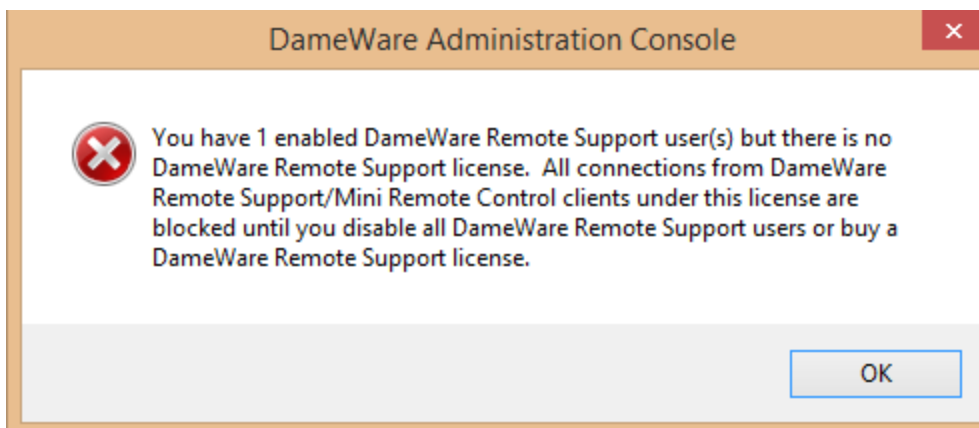 DameWare Administration Console
You have 1 enabled DameWare Remote Support user(s) but there is no
DameWare Remote Support license.  All connections from DameWare
Remote Support/Mini Remote Control clients under this license are
blocked until you disable all DameWare Remote Support users or buy a
DameWare Remote Support license.
OK